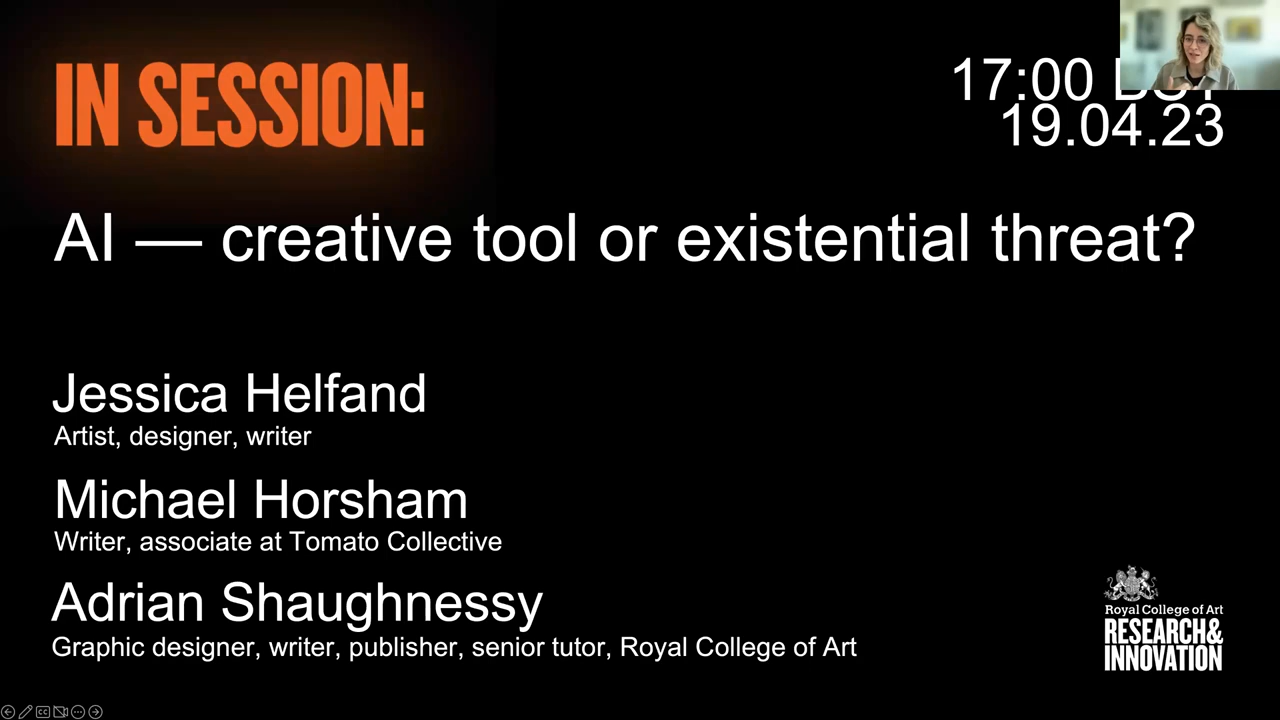 IN SESSION:
17:00 BST
19.04.23
AI — creative tool or existential threat?
Jessica Helfand
Artist, designer, writer
Michael Horsham
Writer, associate at Tomato Collective
Adrian Shaughnessy
Graphic designer, writer, publisher, senior tutor, Royal College of Art
Royal College of Art
RESEARCH&
INNOVATION